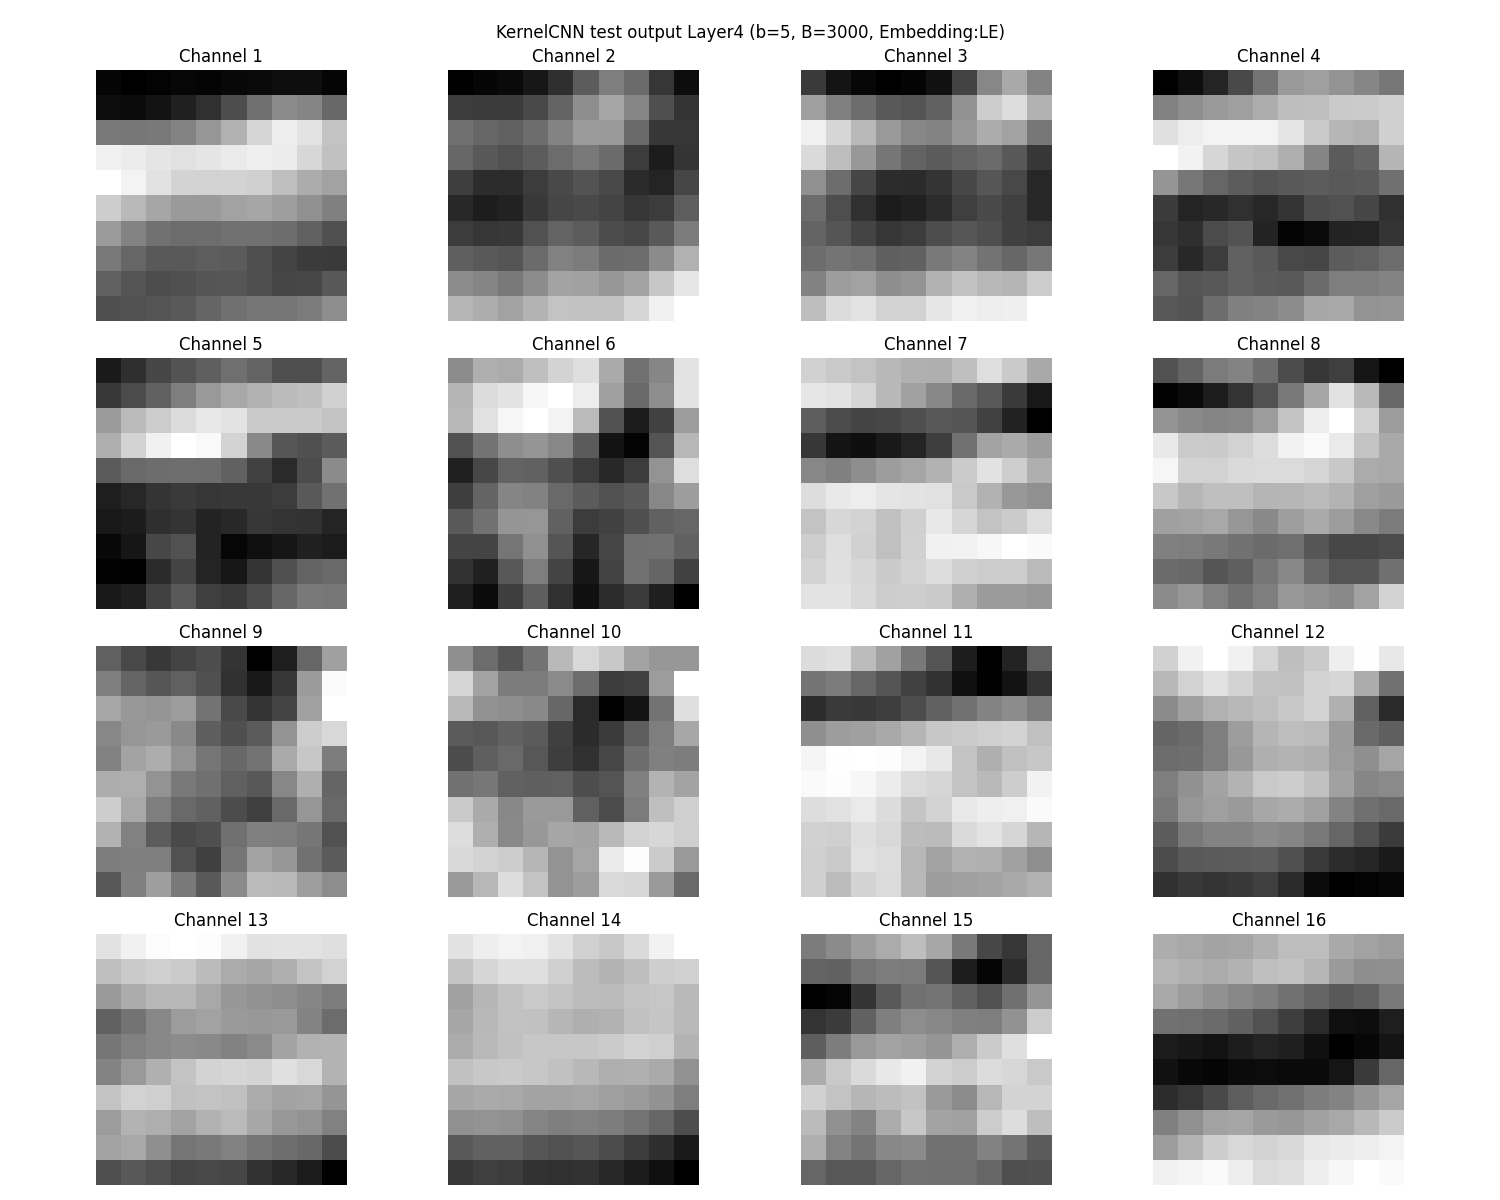 KernelCNN test output Layer4 (b=5, B=3000, Embedding:LE)
Channel 1
Channel 2
Channel 3
Channel 4
Channel 5
Channel 6
Channel 7
Channel 8
Channel 9
Channel 10
Channel 11
Channel 12
Channel 13
Channel 14
Channel 15
Channel 16